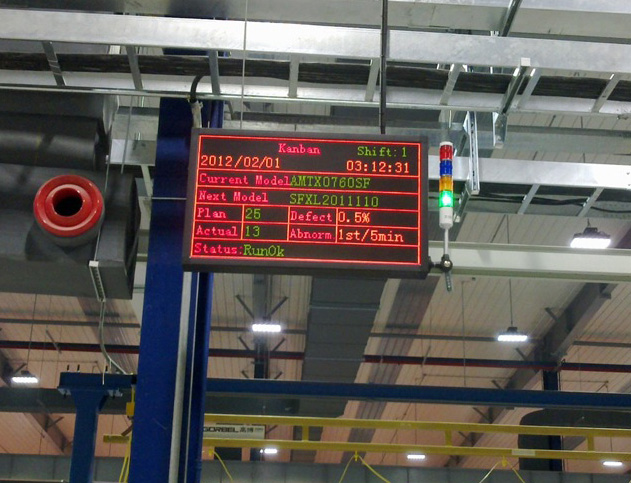 Kanban Shift:1
2012/02/01 03:12:31
Current Model AMTX0760SF
Next Model SFXL2011110
Plan 25 Defect 0.5%
Actual 13 Abnorm 1st/5min
Status:RunOk
GORBEL